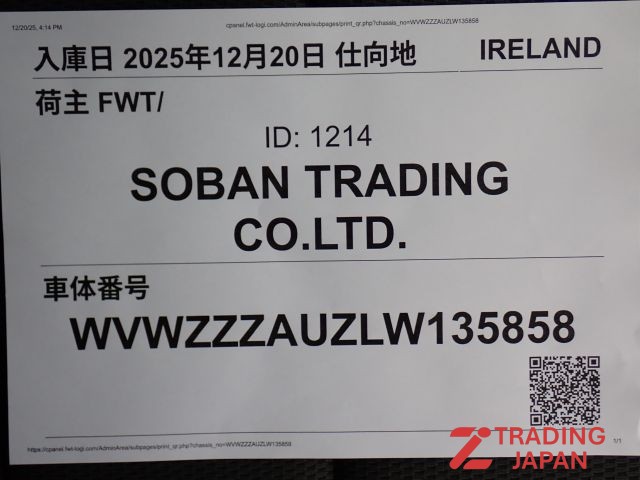 12/20/25, 4:14 PM
cpanel.fwt-logi.com/AdminArea/subpages/print_qr.php?chassis_no=WVWZZZAUZLW135858
入庫日 2025年12月20日 仕向地 IRELAND
荷主 FWT/
ID: 1214
SOBAN TRADING
CO.LTD.
車体番号
WVWZZZAUZLW135858
https://cpanel.fwt-logi.com/AdminArea/subpages/print_qr.php?chassis_no=WVWZZZAUZLW135858
1/1
TRADING
JAPAN